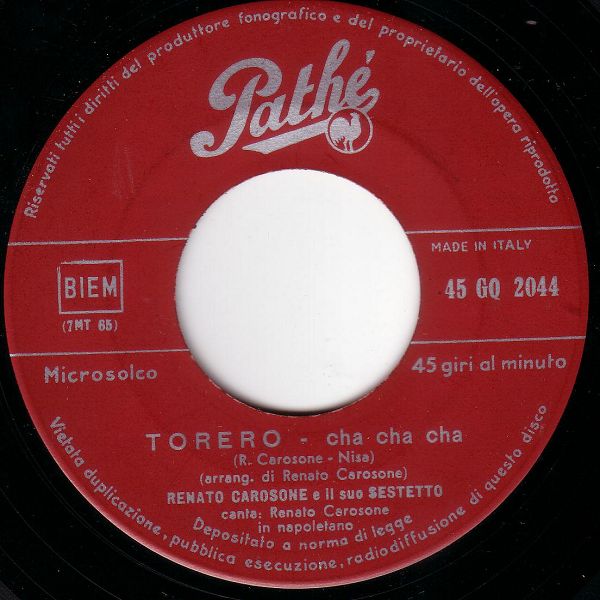 Riservati tutti i diritti del produttore fonografico e del proprietario dell'opera riprodotta
Pathé
MADE IN ITALY
BIEM
45 GQ 2044
(7MT 65)
Microsolco
45 giri al minuto
TORERO - cha cha cha
(R. Carosone - Nisa)
(arrang. di Renato Carosone)
RENATO CAROSONE e il suo SESTETTO
canta: Renato Carosone
in napoletano
Depositato a norma di legge
Vietata duplicazione, pubblica esecuzione, radiodiffusione di questo disco